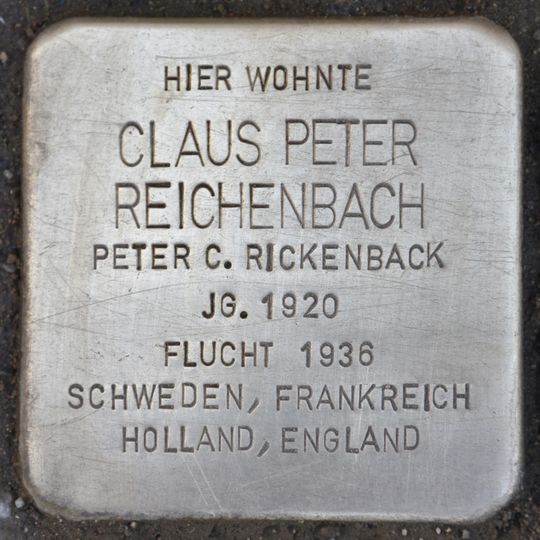 HIER WOHNTE
CLAUS PETER
REICHENBACH
PETER C. RICKENBACK
JG. 1920
FLUCHT 1936
SCHWEDEN, FRANKREICH
HOLLAND, ENGLAND